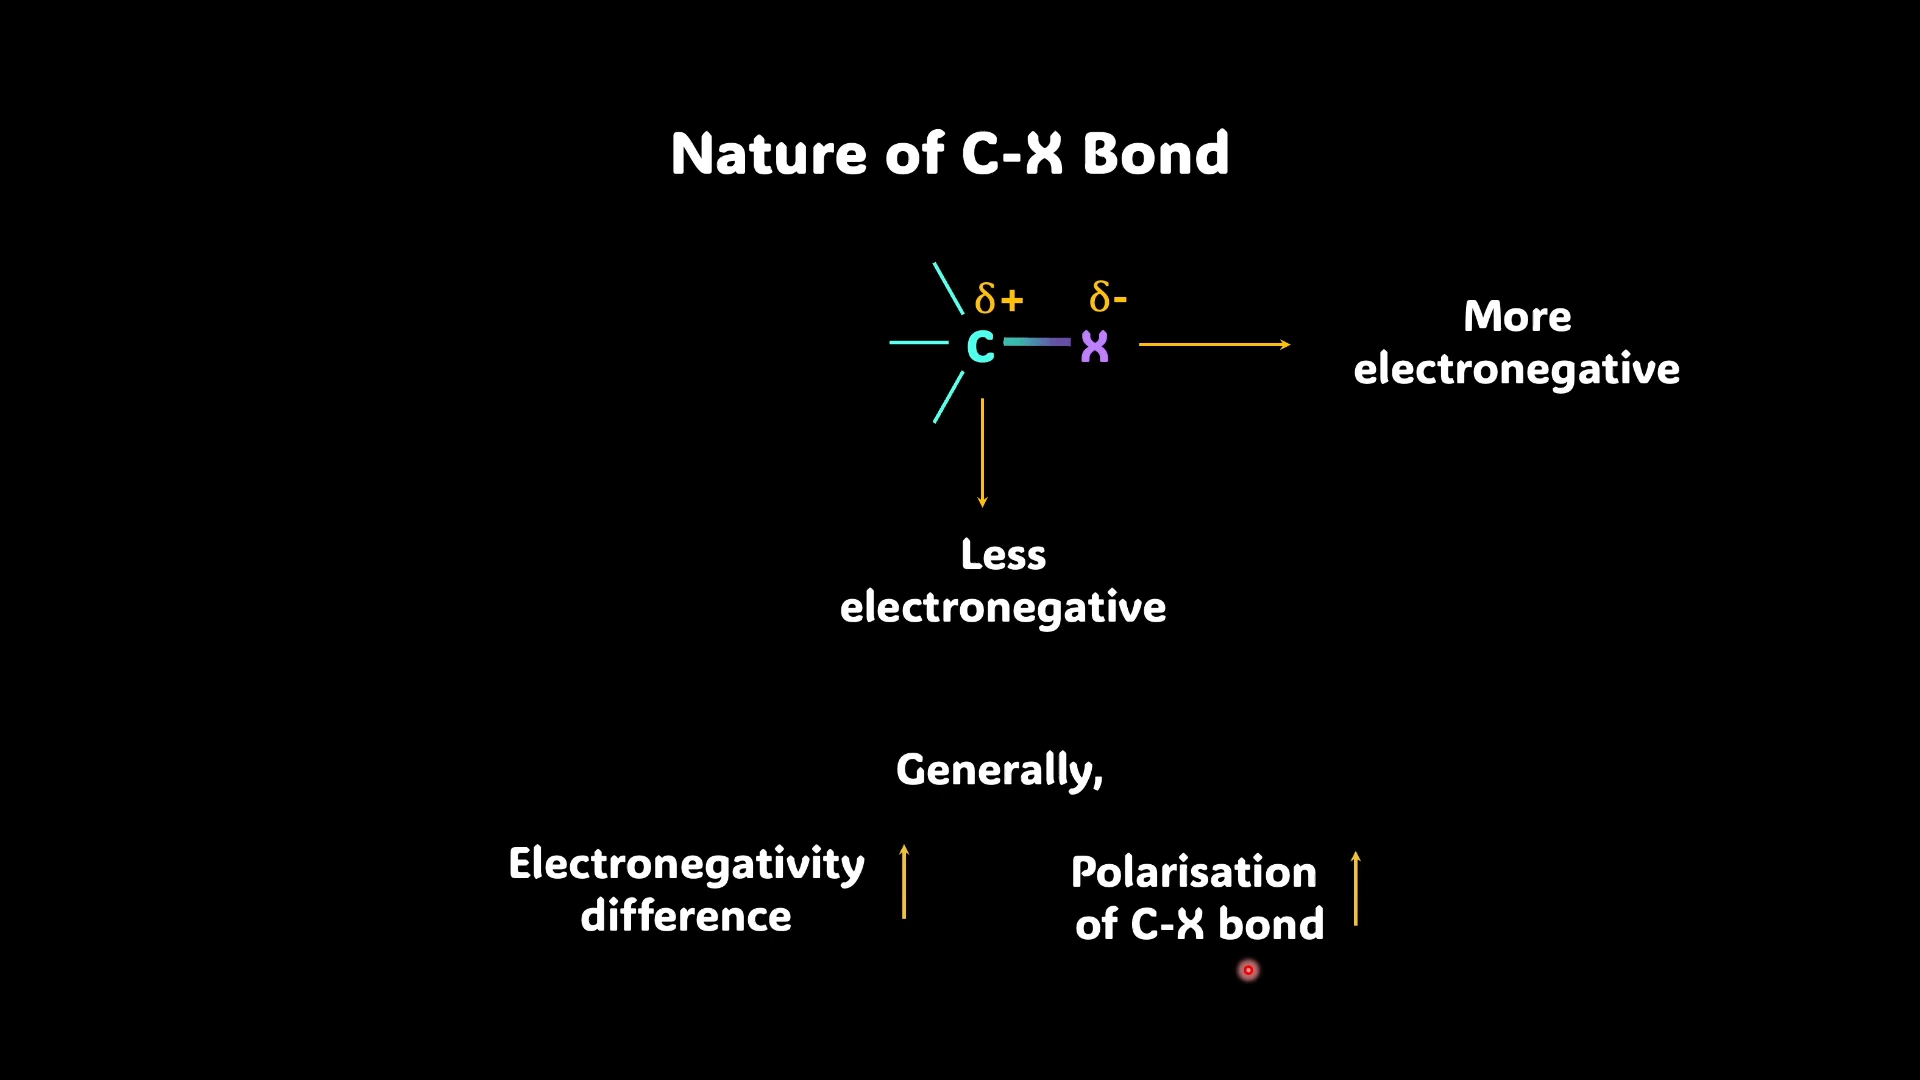 Nature of C-X Bond
δ+ δ-
C X
More
electronegative
Less
electronegative
Generally,
Electronegativity
difference
Polarisation
of C-X bond